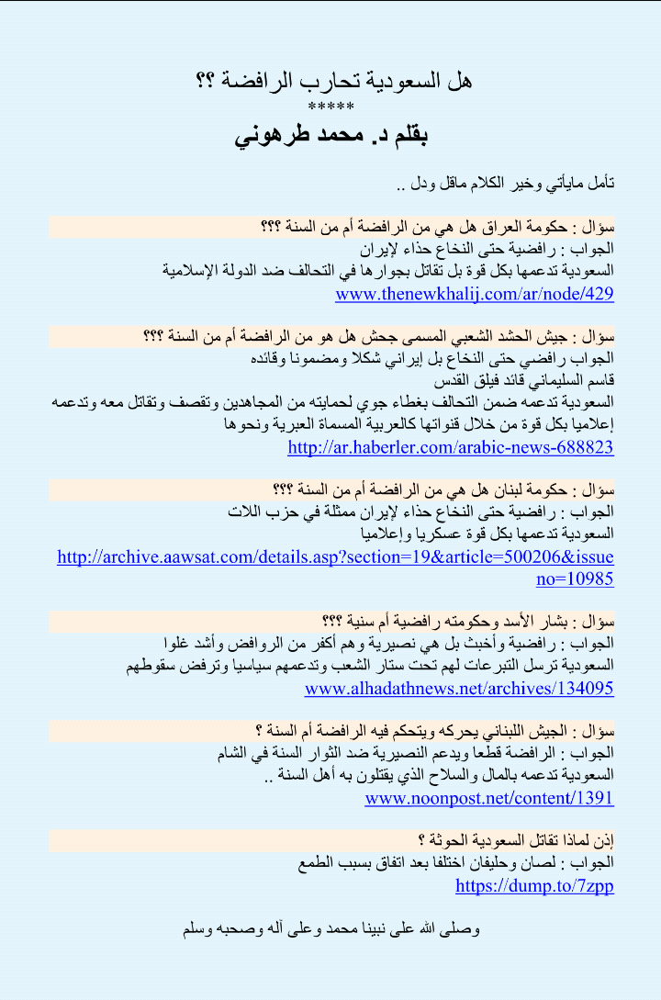 هل السعودية تحارب الرافضة ؟؟
*****
بقلم د. محمد طرهوني
تأمل مايأتي وخير الكلام ماقل ودل ..
سؤال : حكومة العراق هل هي من الرافضة أم من السنة ؟؟؟
الجواب : رافضية حتى النخاع حذاء لإيران
السعودية تدعمها بكل قوة بل تقاتل بجوارها في التحالف ضد الدولة الإسلامية
www.thenewkhalij.com/ar/node/429
سؤال : جيش الحشد الشعبي المسمى جحش هل هو من الرافضة أم من السنة ؟؟؟
الجواب رافضي حتى النخاع بل إيراني شكلا ومضمونا وقائده
قاسم السليماني قائد فيلق القدس
السعودية تدعمه ضمن التحالف بغطاء جوي لحمايته من المجاهدين وتقصف وتقاتل معه وتدعمه
إعلاميا بكل قوة من خلال قنواتها كالعربية المسماة العبرية ونحوها
http://ar.haberler.com/arabic-news-688823
سؤال : حكومة لبنان هل هي من الرافضة أم من السنة ؟؟؟
الجواب : رافضية حتى النخاع حذاء لإيران ممثلة في حزب اللات
السعودية تدعمها بكل قوة عسكريا وإعلاميا
http://archive.aawsat.com/details.asp?section=19&article=500206&issue
no=10985
سؤال : بشار الأسد وحكومته رافضية أم سنية ؟؟؟
الجواب : رافضية وأخبث بل هي نصيرية وهم أكفر من الروافض وأشد غلوا
السعودية ترسل التبرعات لهم تحت ستار الشعب وتدعمهم سياسيا وترفض سقوطهم
www.alhadathnews.net/archives/134095
سؤال : الجيش اللبناني يحركه ويتحكم فيه الرافضة أم السنة ؟
الجواب : الرافضة قطعا ويدعم النصيرية ضد الثوار السنة في الشام
السعودية تدعمه بالمال والسلاح الذي يقتلون به أهل السنة ..
www.noonpost.net/content/1391
إذن لماذا تقاتل السعودية الحوثة ؟
الجواب : لصان وحليفان اختلفا بعد اتفاق بسبب الطمع
https://dump.to/7zpp
وصلى الله على نبينا محمد وعلى آله وصحبه وسلم